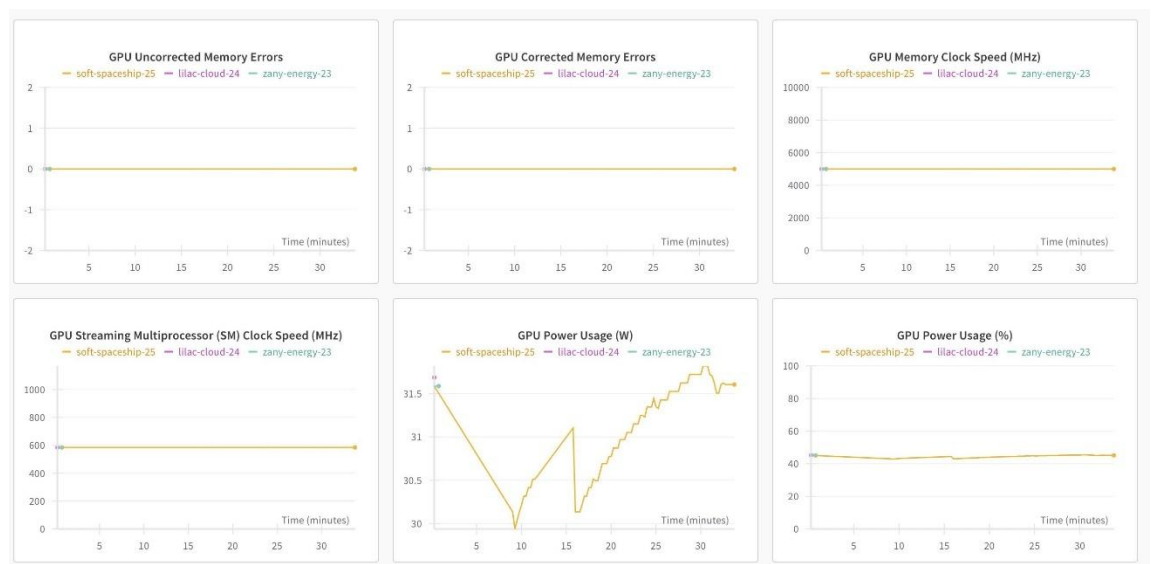 GPU Uncorrected Memory Errors
soft-spaceship-25 lilac-cloud-24 zany-energy-23
2
1
0
-1
-2
Time (minutes)
5 10 15 20 25 30
GPU Corrected Memory Errors
soft-spaceship-25 lilac-cloud-24 zany-energy-23
2
1
0
-1
-2
Time (minutes)
5 10 15 20 25 30
GPU Memory Clock Speed (MHz)
soft-spaceship-25 lilac-cloud-24 zany-energy-23
10000
8000
6000
4000
2000
0
Time (minutes)
5 10 15 20 25 30
GPU Streaming Multiprocessor (SM) Clock Speed (MHz)
soft-spaceship-25 lilac-cloud-24 zany-energy-23
1000
800
600
400
200
0
Time (minutes)
5 10 15 20 25 30
GPU Power Usage (W)
soft-spaceship-25 lilac-cloud-24 zany-energy-23
31.5
31
30.5
30
Time (minutes)
5 10 15 20 25 30
GPU Power Usage (%)
soft-spaceship-25 lilac-cloud-24 zany-energy-23
100
80
60
40
20
0
Time (minutes)
5 10 15 20 25 30